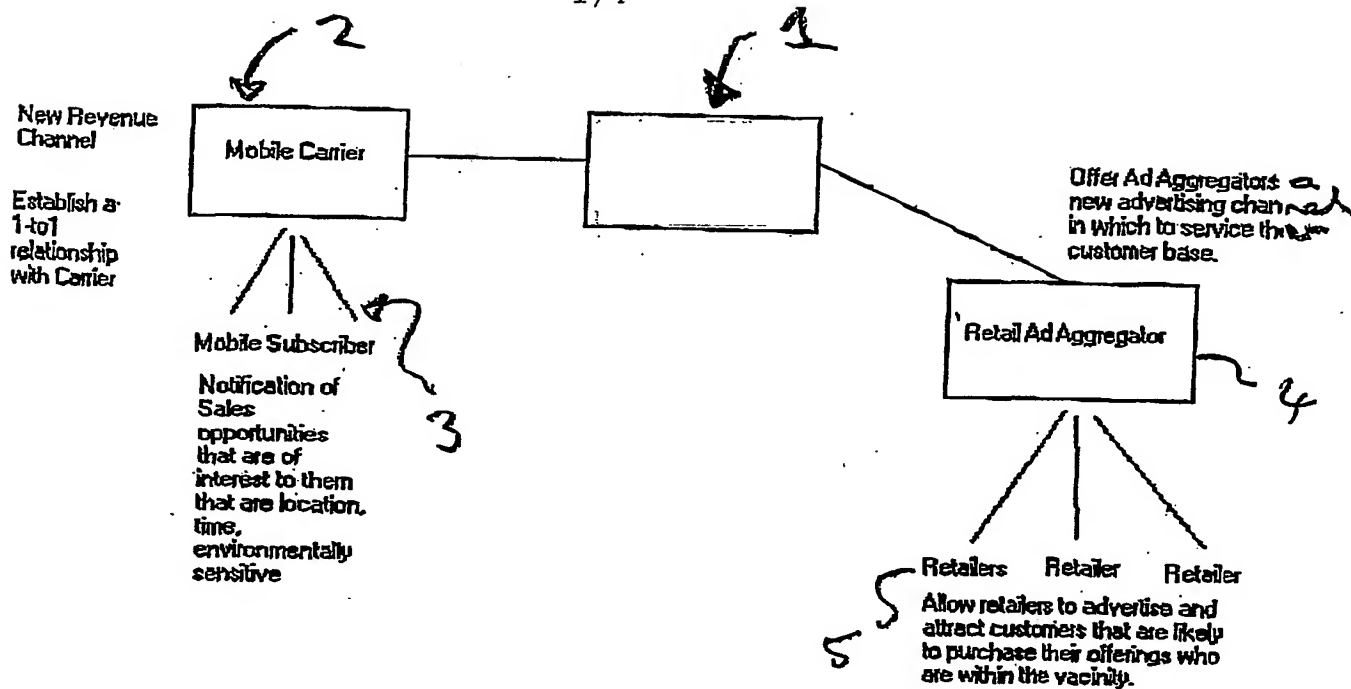 1/4
2
1
New Revenue
Channel
Mobile Carrier
Establish a
1-to1
relationship
with Carrier
Offer Ad Aggregators a
new advertising channel
in which to service their
customer base.
Mobile Subscriber
3
Retail Ad Aggregator
4
Notification of
Sales
opportunities
that are of
interest to them
that are location,
time,
environmentally
sensitive
Retailers Retailer Retailer
5
Allow retailers to advertise and
attract customers that are likely
to purchase their offerings who
are within the vacinity.